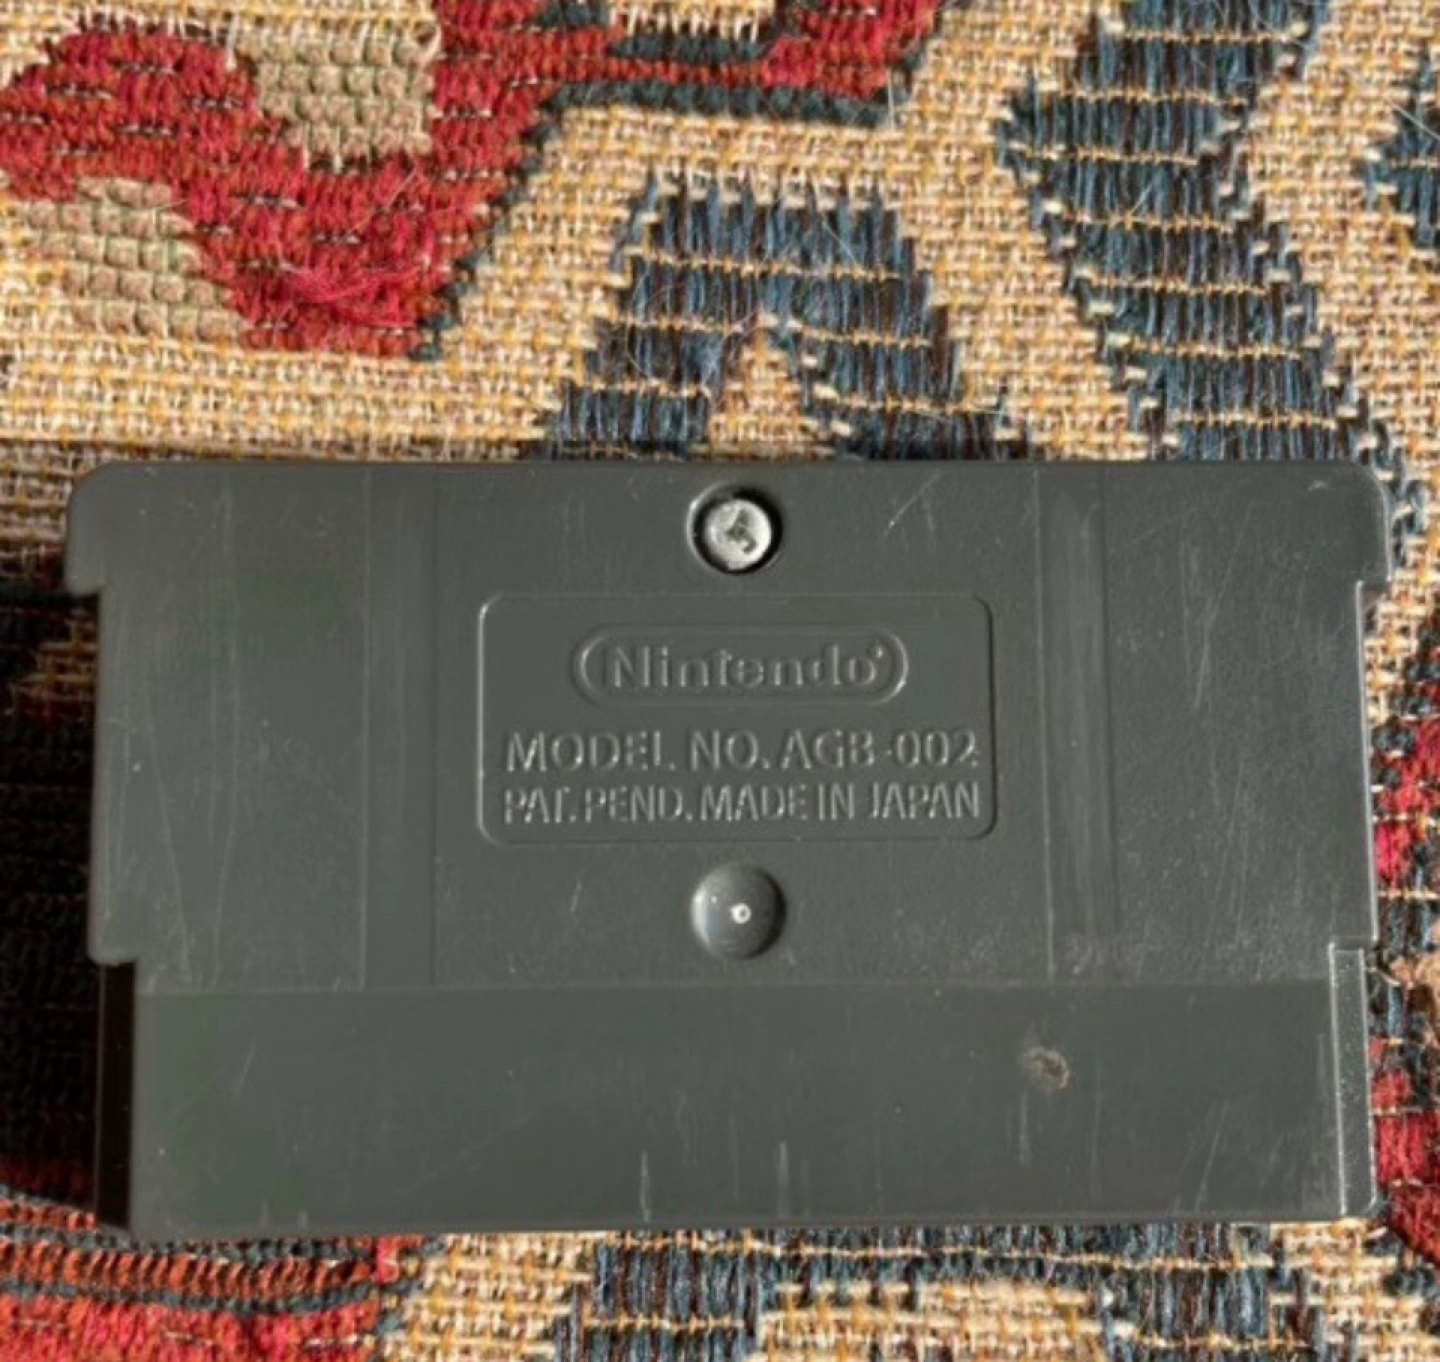 Nintendo
MODEL NO. AGB-002
PAT. PEND. MADE IN JAPAN